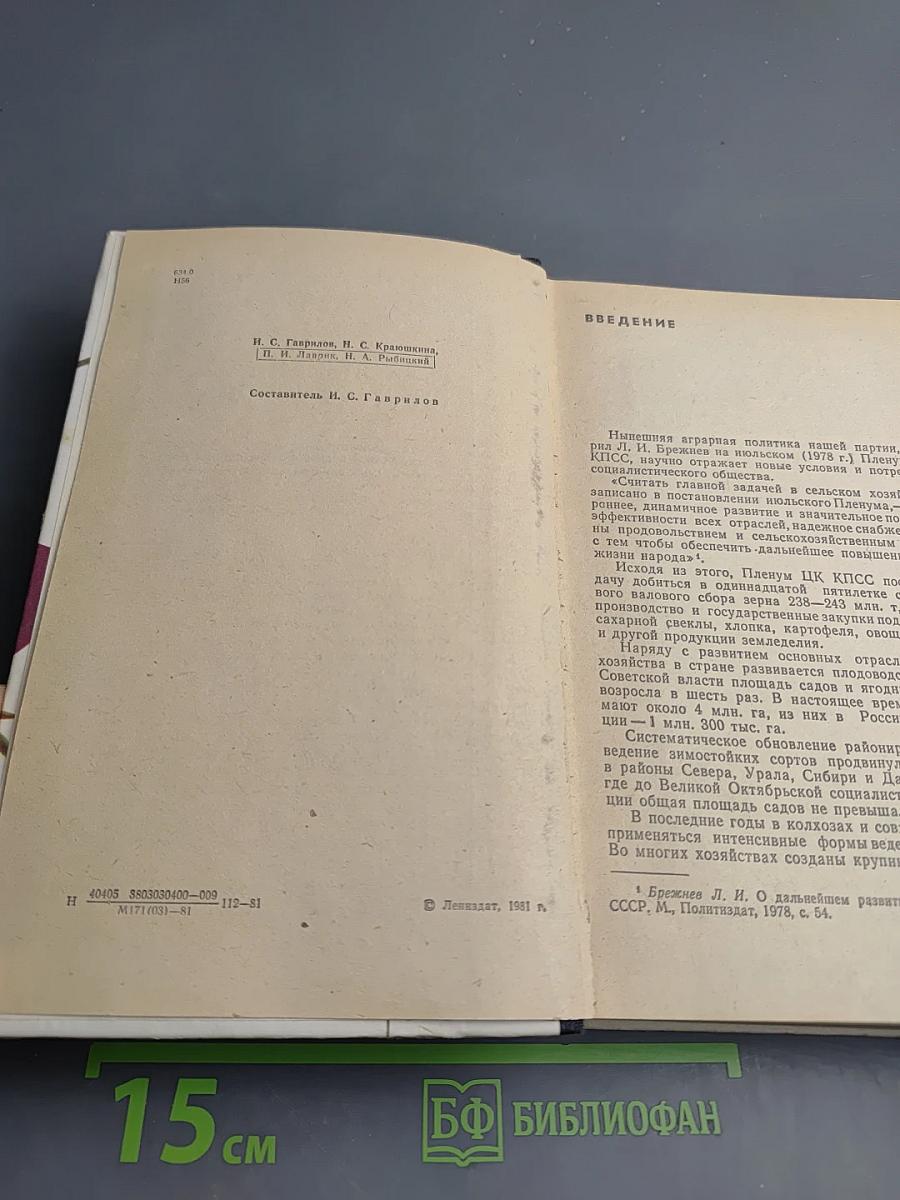 634.0
Н56
И. С. Гаврилов, Н. С. Краюшкина,
П. И. Лаврик, Н. А. Рыбицкий
Составитель И. С. Гаврилов
Н 40405 3803030400—009 112—81
М171(03)—81
© Лениздат, 1981 г.
ВВЕДЕНИЕ
Нынешняя аграрная политика нашей партии,
рил Л. И. Брежнев на июльском (1978 г.) Плену
КПСС, научно отражает новые условия и потре
социалистического общества.
«Считать главной задачей в сельском хозяй
записано в постановлении июльского Пленума,—
роннее, динамичное развитие и значительное по
эффективности всех отраслей, надежное снабже
ны продовольствием и сельскохозяйственным
с тем чтобы обеспечить дальнейшее повышени
жизни народа»¹.
Исходя из этого, Пленум ЦК КПСС пос
дачу добиться в одиннадцатой пятилетке с
вого валового сбора зерна 238—243 млн. т,
производство и государственные закупки под
сахарной свеклы, хлопка, картофеля, овощ
и другой продукции земледелия.
Наряду с развитием основных отрасл
хозяйства в стране развивается плодоводс
Советской власти площадь садов и ягодн
возросла в шесть раз. В настоящее врем
мают около 4 млн. га, из них в Росси
ции — 1 млн. 300 тыс. га.
Систематическое обновление районир
ведение зимостойких сортов продвинул
в районы Севера, Урала, Сибири и Да
где до Великой Октябрьской социалист
ции общая площадь садов не превыша
В последние годы в колхозах и сов
применяться интенсивные формы веде
Во многих хозяйствах созданы крупн
¹ Брежнев Л. И. О дальнейшем развити
СССР. М., Политиздат, 1978, с. 54.
15 см
БФ БИБЛИОФАН